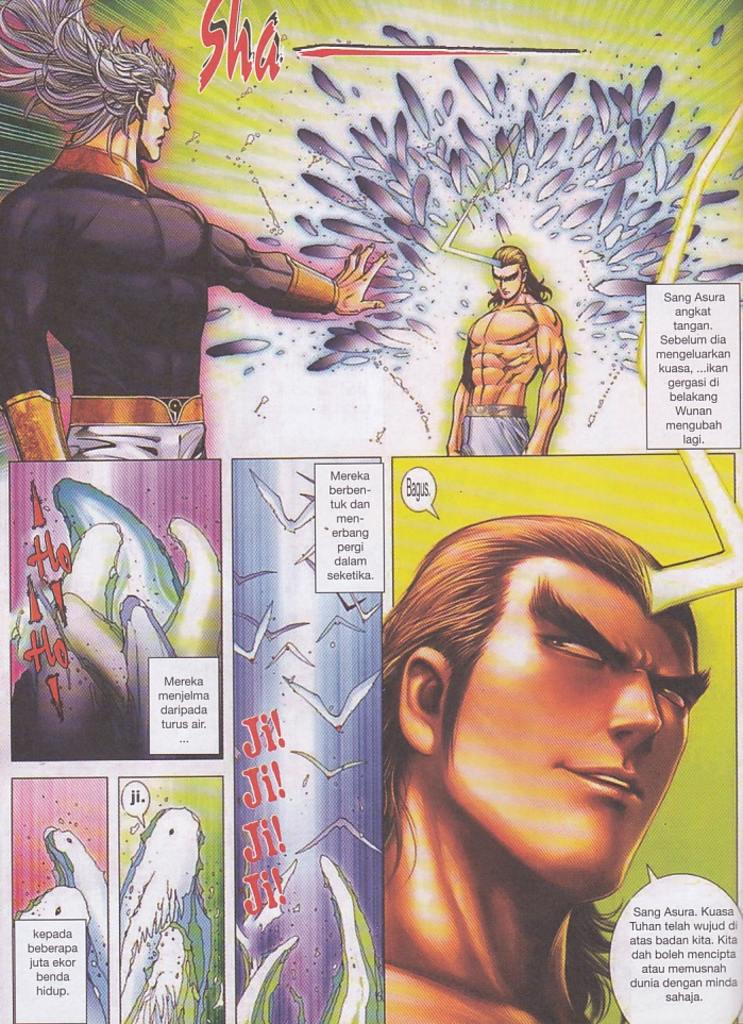 Sha
Sang Asura
angkat
tangan.
Sebelum dia
mengeluarkan
kuasa, ...ikan
gergasi di
belakang
Wunan
mengubah
lagi.
Ho
Ho
!
Mereka
menjelma
daripada
turus air.
...
Mereka
berben-
tuk dan
men-
erbang
pergi
dalam
seketika.
Ji!
Ji!
Ji!
Ji!
Bagus.
kepada
beberapa
juta ekor
benda
hidup.
ji.
Sang Asura. Kuasa
Tuhan telah wujud di
atas badan kita. Kita
dah boleh mencipta
atau memusnah
dunia dengan minda
sahaja.